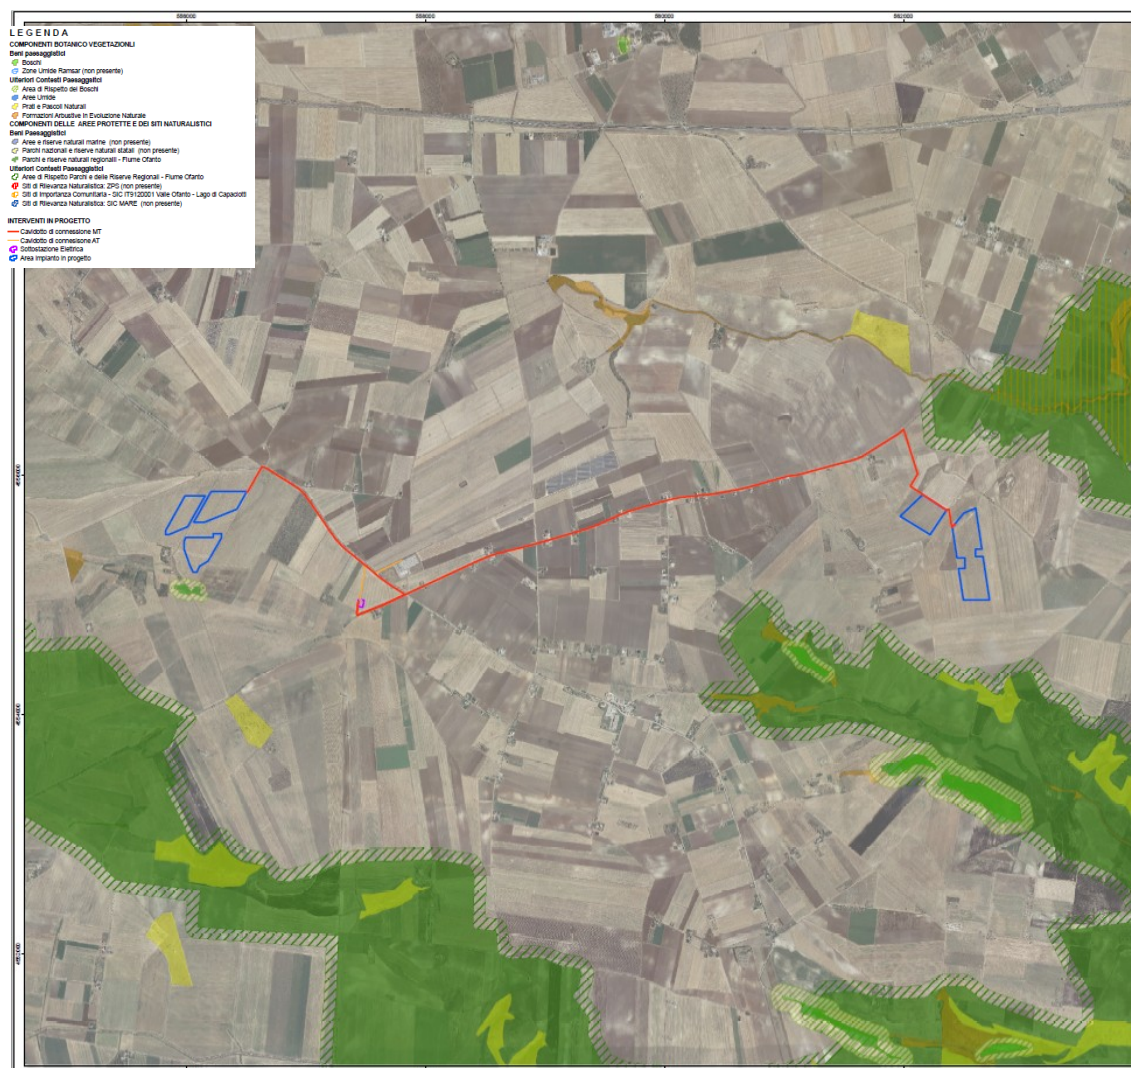 LEGENDA
COMPONENTI BOTANICO VEGETAZIONLI
Beni paesaggistici
Boschi
Zone Umide Ramsar (non presente)
Ulteriori Contesti Paesaggsitci
Area di Rispetto dei Boschi
Aree Umide
Prati e Pascoli Naturali
Formazioni Arbustive in Evoluzione Naturale
COMPONENTI DELLE AREE PROTETTE E DEI SITI NATURALISTICI
Beni Paesaggistici
Aree e riserve naturali marine (non presente)
Parchi nazionali e riserve naturali statali (non presente)
Parchi e riserve naturali regionali - Fiume Ofanto
Ulteriori Contesti Paesaggistici
Aree di Rispetto Parchi e delle Riserve Regionali - Fiume Ofanto
Siti di Rilevanza Naturalistica: ZPS (non presente)
Siti di Importanza Comunitaria - SIC IT9120001 Valle Ofanto - Lago di Capaciotti
Siti di Rilevanza Naturalistica: SIC MARE (non presente)
INTERVENTI IN PROGETTO
Cavidotto di connessione MT
Cavidotto di connesisone AT
Sottostazione Elettrica
Area Impianto in progetto